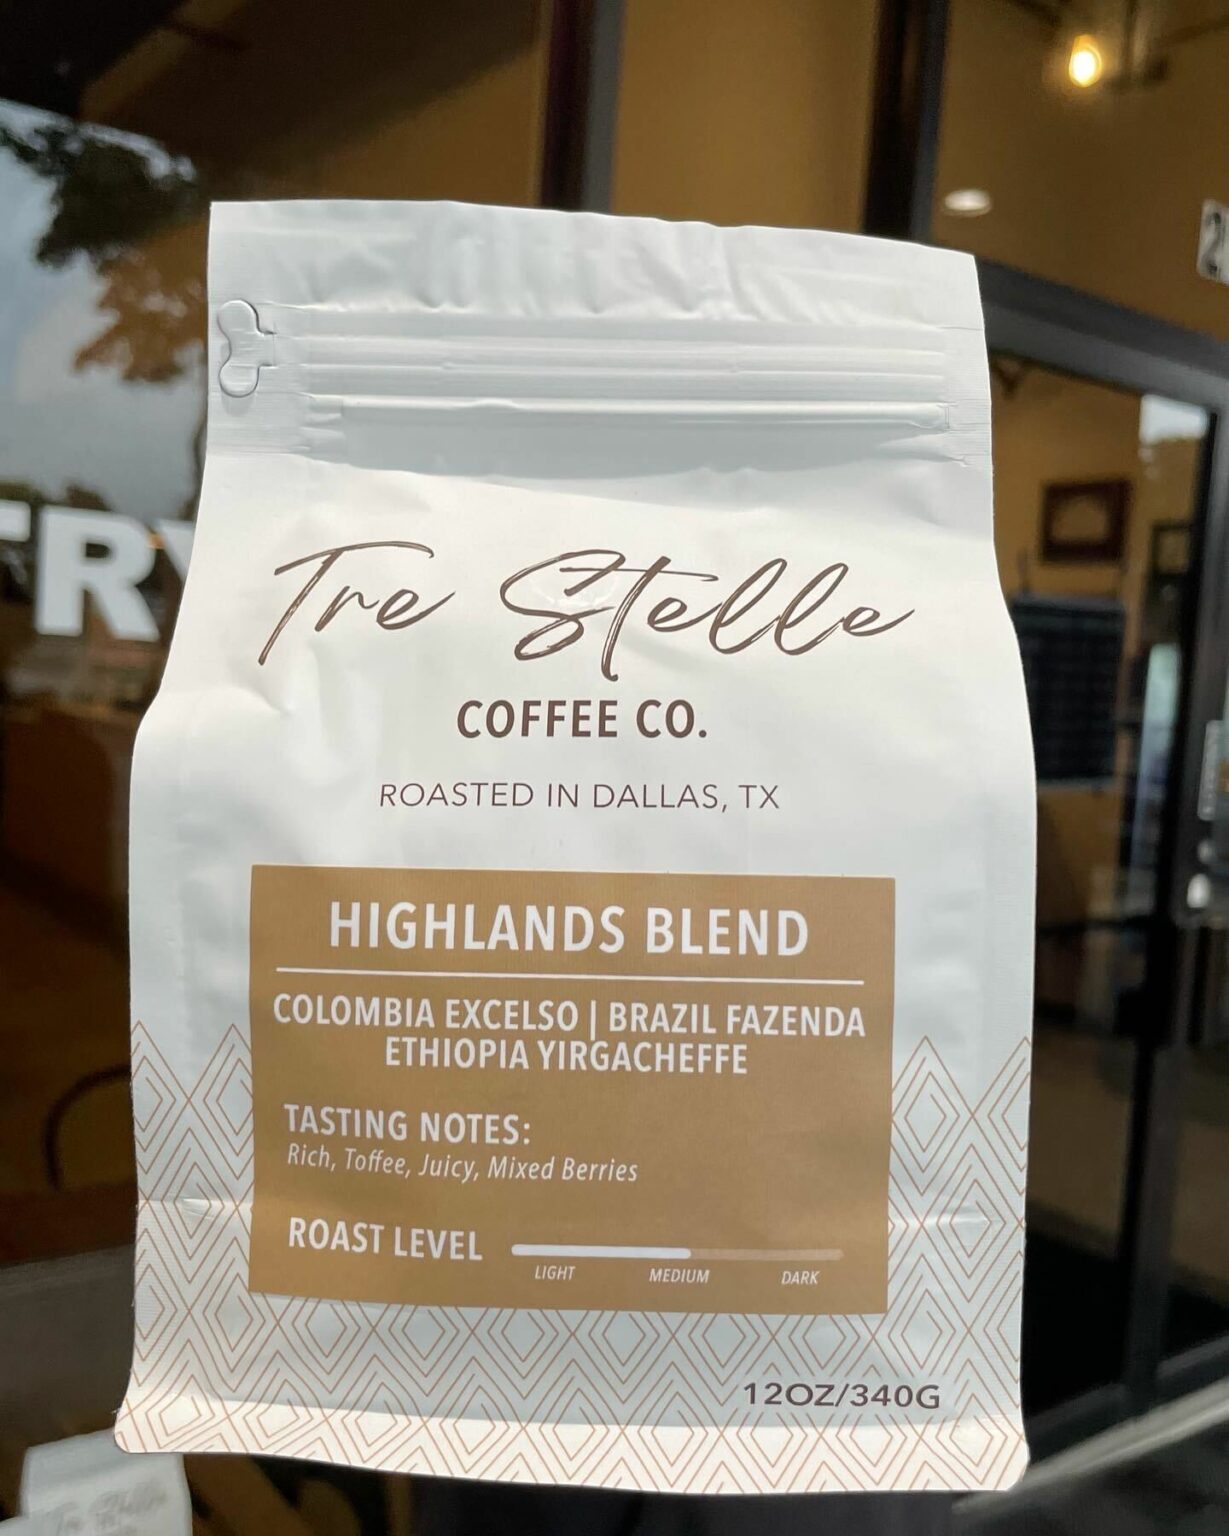 Tre Stelle
COFFEE CO.
ROASTED IN DALLAS, TX
HIGHLANDS BLEND
COLOMBIA EXCELSO | BRAZIL FAZENDA
ETHIOPIA YIRGACHEFFE
TASTING NOTES:
Rich, Toffee, Juicy, Mixed Berries
ROAST LEVEL
LIGHT MEDIUM DARK
12OZ/340G